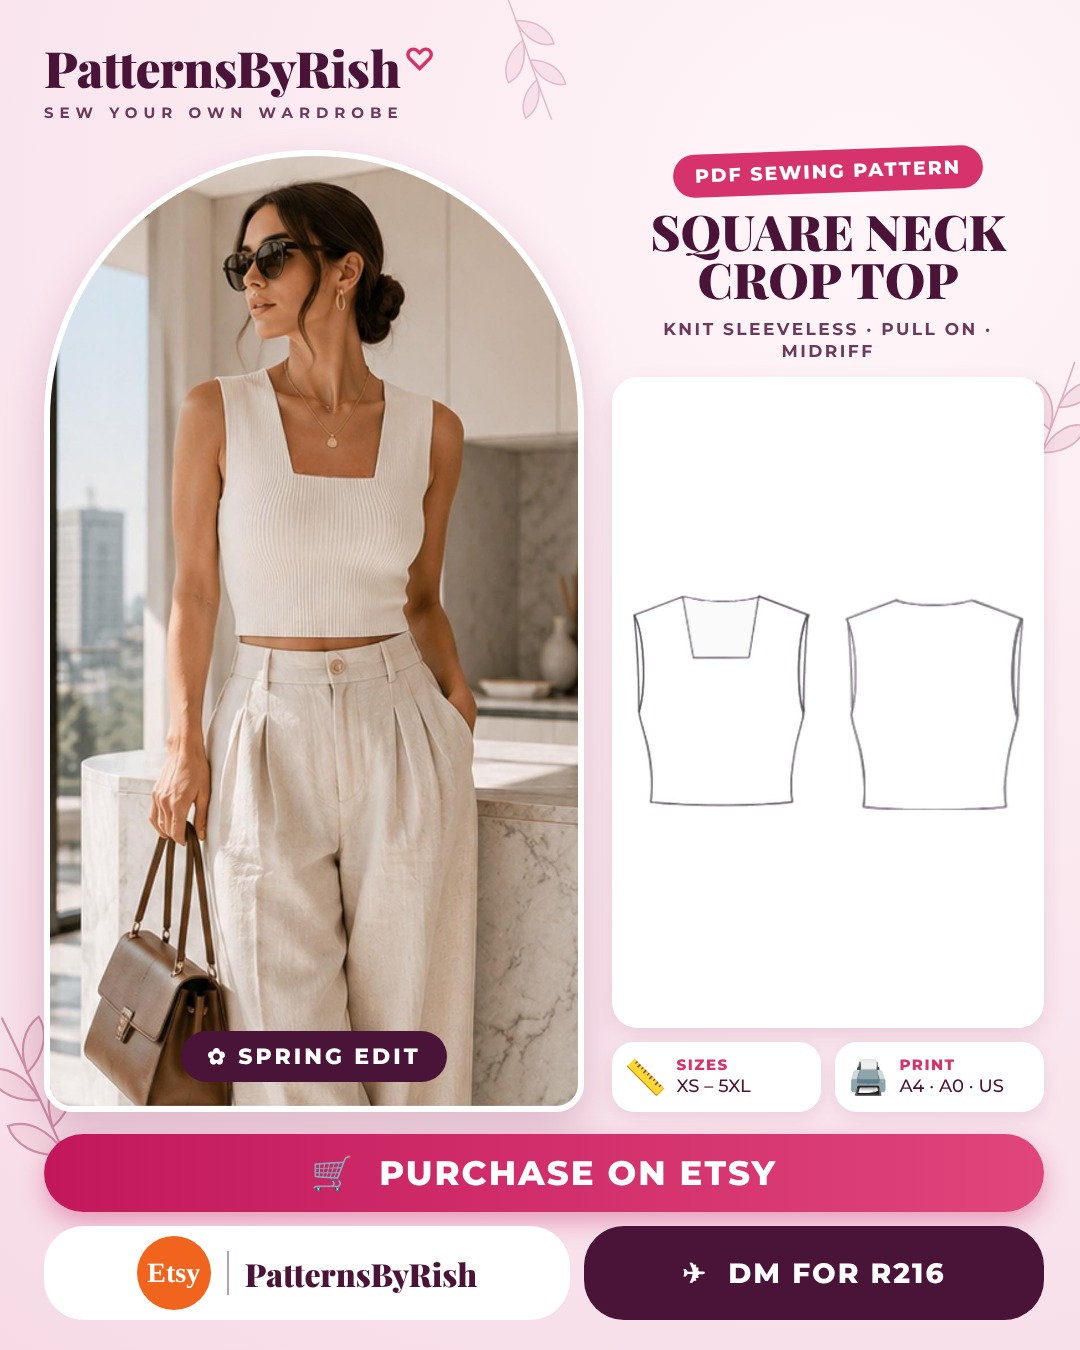 PatternsByRish
SEW YOUR OWN WARDROBE
PDF SEWING PATTERN
SQUARE NECK
CROP TOP
KNIT SLEEVELESS · PULL ON ·
MIDRIFF
✿ SPRING EDIT
SIZES
XS – 5XL
PRINT
A4 · A0 · US
PURCHASE ON ETSY
Etsy
PatternsByRish
✈ DM FOR R216